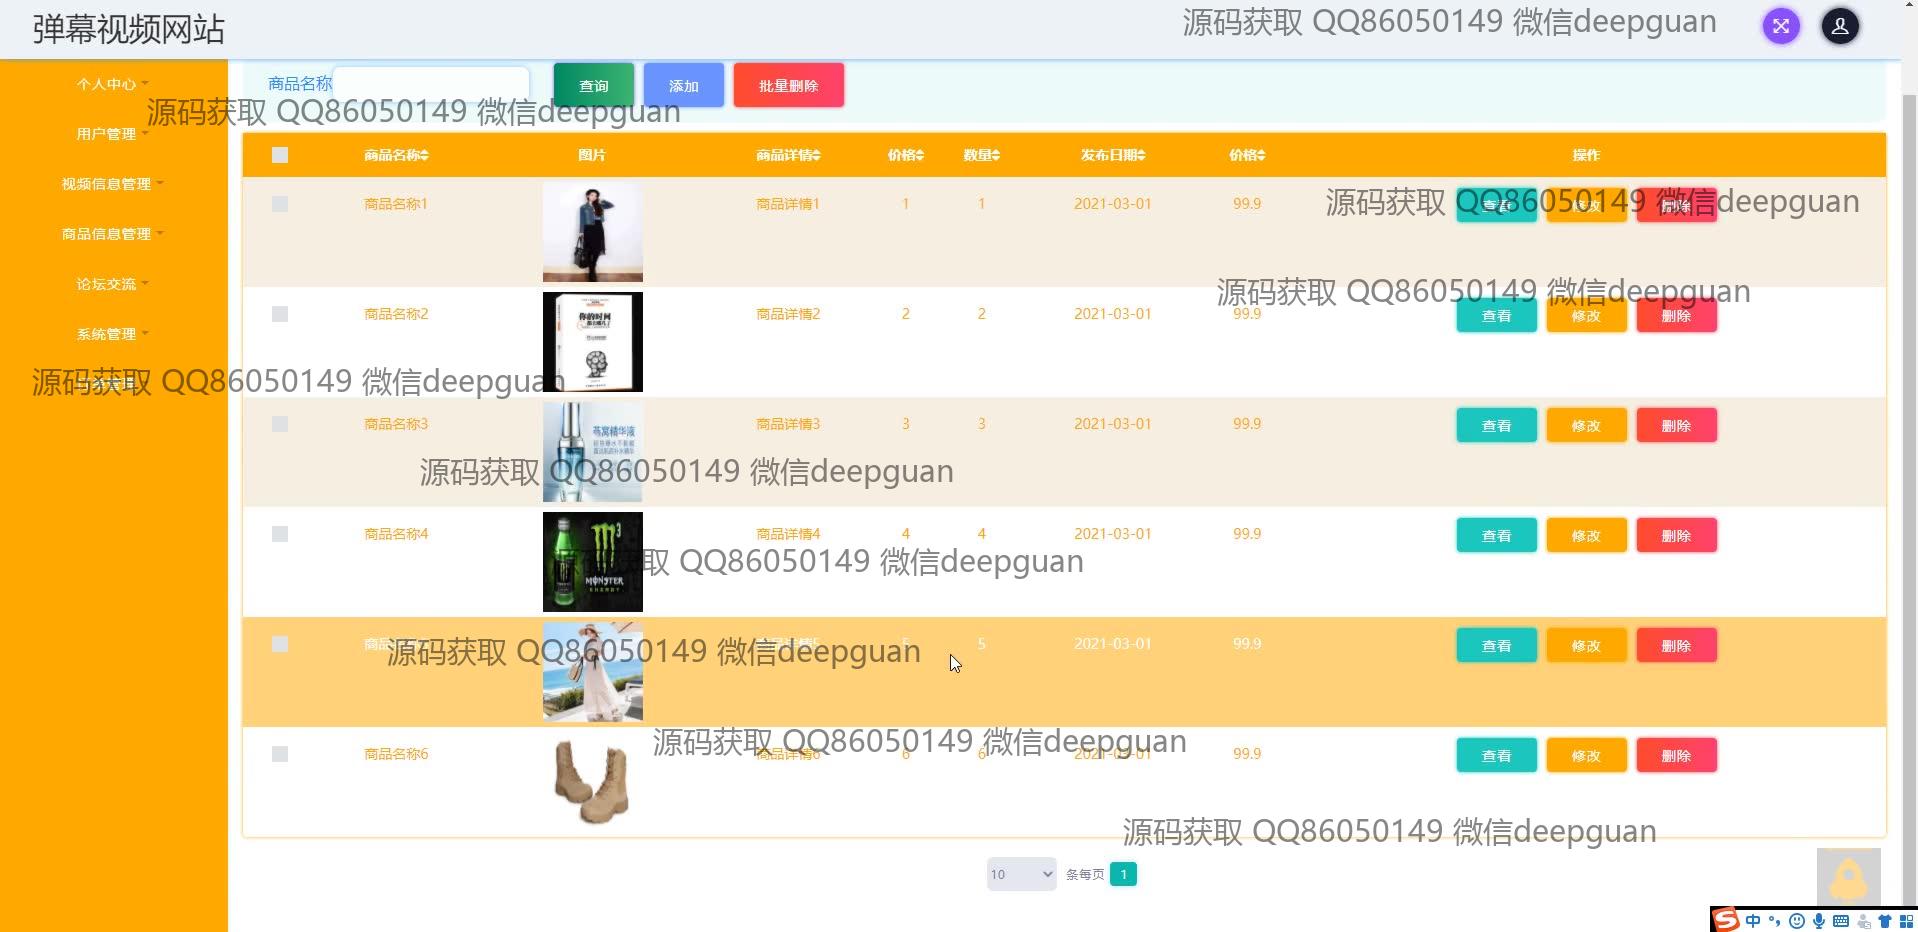 弹幕视频网站
源码获取 QQ86050149 微信deepguan
个人中心
商品名称
查询
添加
批量删除
源码获取 QQ86050149 微信deepguan
用户管理
商品名称 图片 商品详情 价格 数量 发布日期 价格 操作
视频信息管理
商品名称1 商品详情1 1 1 2021-03-01 99.9 查看 修改 删除
源码获取 QQ86050149 微信deepguan
商品信息管理
论坛交流
源码获取 QQ86050149 微信deepguan
商品名称2 商品详情2 2 2 2021-03-01 99.9 查看 修改 删除
你的时间
系统管理
源码获取 QQ86050149 微信deepguan
商品名称3 商品详情3 3 3 2021-03-01 99.9 查看 修改 删除
燕窝精华液
源码获取 QQ86050149 微信deepguan
商品名称4 商品详情4 4 4 2021-03-01 99.9 查看 修改 删除
MONSTER
ENERGY
源码获取 QQ86050149 微信deepguan
商品详情5 5 5 2021-03-01 99.9 查看 修改 删除
源码获取 QQ86050149 微信deepguan
商品名称6 商品详情6 6 6 2021-03-01 99.9 查看 修改 删除
源码获取 QQ86050149 微信deepguan
源码获取 QQ86050149 微信deepguan
10 条每页 1
中